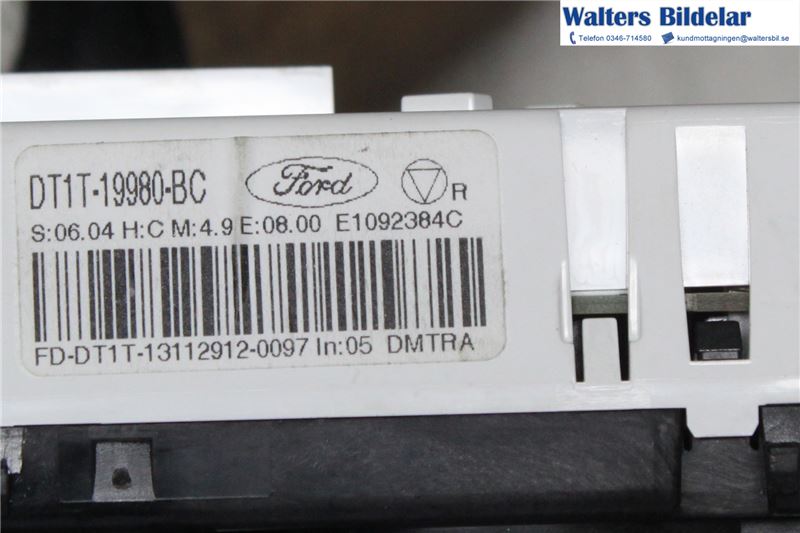 Walters Bildelar
Telefon 0346-714580 kundmottagningen@waltersbil.se
DT1T-19980-BC Ford R
S:06.04 H:C M:4.9 E:08.00 E1092384C
FD-DT1T-13112912-0097 In:05 DMTRA